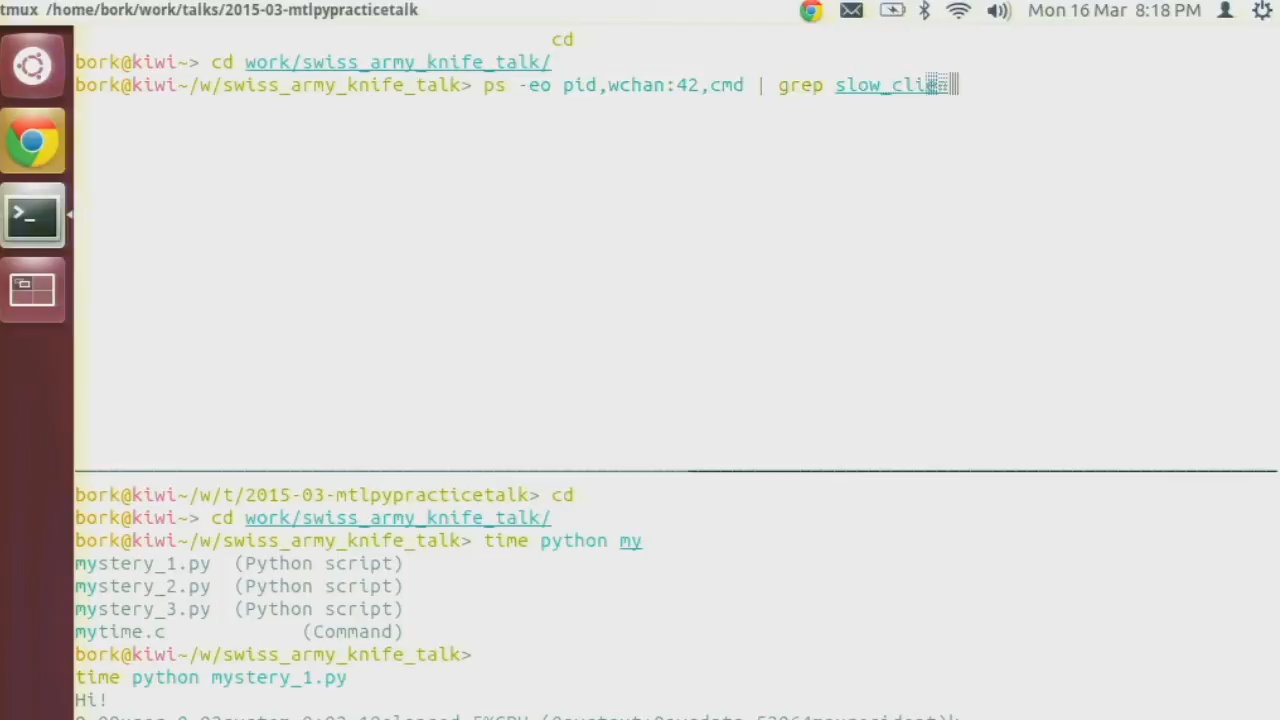 tmux /home/bork/work/talks/2015-03-mtlpypracticetalk
Mon 16 Mar 8:18 PM
cd
bork@kiwi~> cd work/swiss_army_knife_talk/
bork@kiwi~/w/swiss_army_knife_talk> ps -eo pid,wchan:42,cmd | grep
bork@kiwi~/w/t/2015-03-mtlpypracticetalk> cd
bork@kiwi~> cd work/swiss_army_knife_talk/
bork@kiwi~/w/swiss_army_knife_talk> time python my
mystery_1.py (Python script)
mystery_2.py (Python script)
mystery_3.py (Python script)
mytime.c (Command)
bork@kiwi~/w/swiss_army_knife_talk>
time python mystery_1.py
Hi!